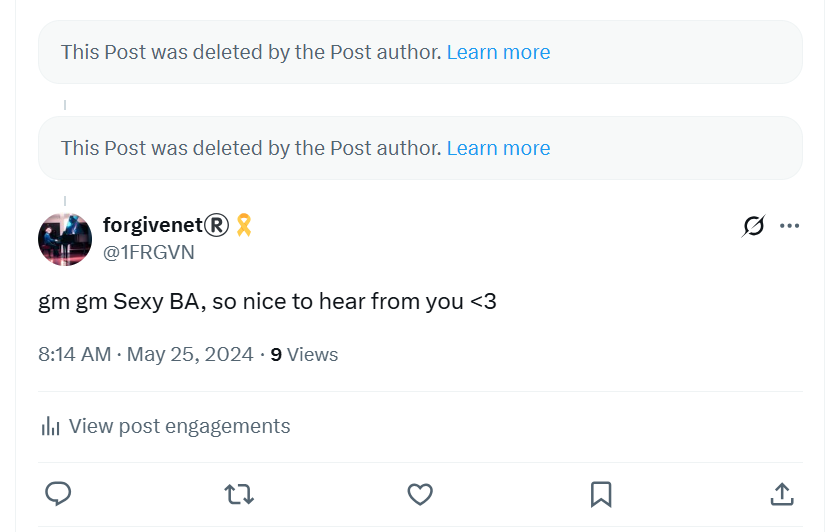 This Post was deleted by the Post author. Learn more
This Post was deleted by the Post author. Learn more
forgivenet®🎗
@1FRGVN
gm gm Sexy BA, so nice to hear from you <3
8:14 AM · May 25, 2024 · 9 Views
View post engagements